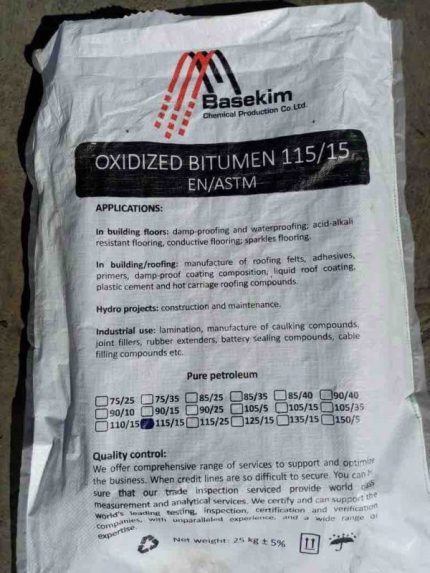 Basekim
Chemical Production Co.Ltd.
OXIDIZED BITUMEN 115/15
EN/ASTM
APPLICATIONS:
In building floors: damp-proofing and waterproofing; acid-alkali
resistant flooring, conductive flooring; sparkles flooring.
In building/roofing: manufacture of roofing felts, adhesives,
primers, damp-proof coating composition, liquid roof coating,
plastic cement and hot carriage roofing compounds.
Hydro projects: construction and maintenance.
Industrial use: lamination, manufacture of caulking compounds,
joint fillers, rubber extenders, battery sealing compounds, cable
filling compounds etc.
Pure petroleum
75/25 75/35 85/25 85/35 85/40 90/40
90/10 90/15 90/25 105/5 105/15 105/35
110/15 115/15 115/25 125/15 135/15 150/5
Quality control:
We offer comprehensive range of services to support and optimize
the business. When credit lines are so difficult to secure. You can
sure that our trade inspection serviced provide world
measurement and analytical services. We certify and can support the
World's leading testing, inspection, certification and verification
companies, with unparalleled experience, and a wide range of
expertise.
Net weight: 25 kg ± 5%